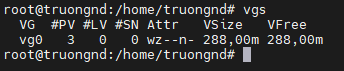 root@truongnd:/home/truongnd# vgs
  VG  #PV #LV #SN Attr   VSize   VFree
  vg0   3   0   0 wz--n- 288,00m 288,00m
root@truongnd:/home/truongnd#